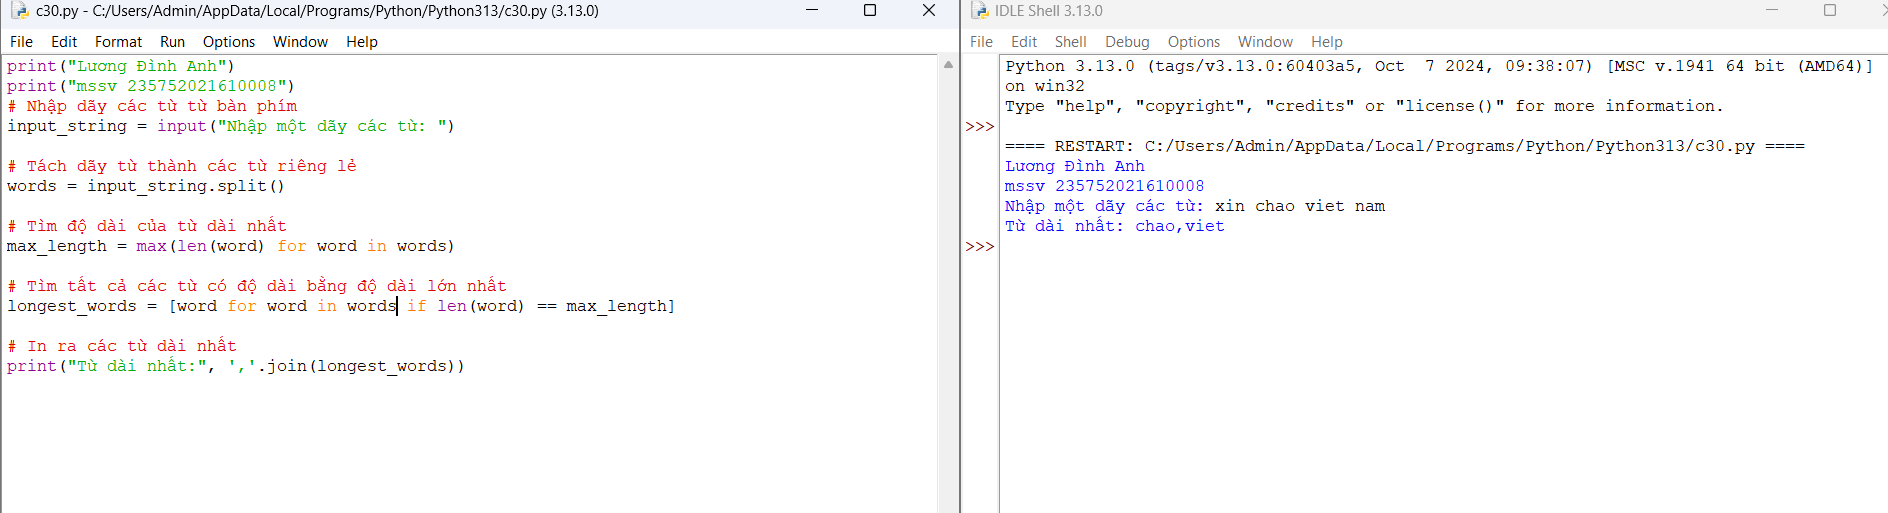 c30.py - C:/Users/Admin/AppData/Local/Programs/Python/Python313/c30.py (3.13.0)
File Edit Format Run Options Window Help
print("Lương Đình Anh")
print("mssv 235752021610008")
# Nhập dãy các từ từ bàn phím
input_string = input("Nhập một dãy các từ: ")
# Tách dãy từ thành các từ riêng lẻ
words = input_string.split()
# Tìm độ dài của từ dài nhất
max_length = max(len(word) for word in words)
# Tìm tất cả các từ có độ dài bằng độ dài lớn nhất
longest_words = [word for word in words if len(word) == max_length]
# In ra các từ dài nhất
print("Từ dài nhất:", ','.join(longest_words))
IDLE Shell 3.13.0
File Edit Shell Debug Options Window Help
Python 3.13.0 (tags/v3.13.0:60403a5, Oct  7 2024, 09:38:07) [MSC v.1941 64 bit (AMD64)]
on win32
Type "help", "copyright", "credits" or "license()" for more information.
>>>
==== RESTART: C:/Users/Admin/AppData/Local/Programs/Python/Python313/c30.py ====
Lương Đình Anh
mssv 235752021610008
Nhập một dãy các từ: xin chao viet nam
Từ dài nhất: chao,viet
>>>